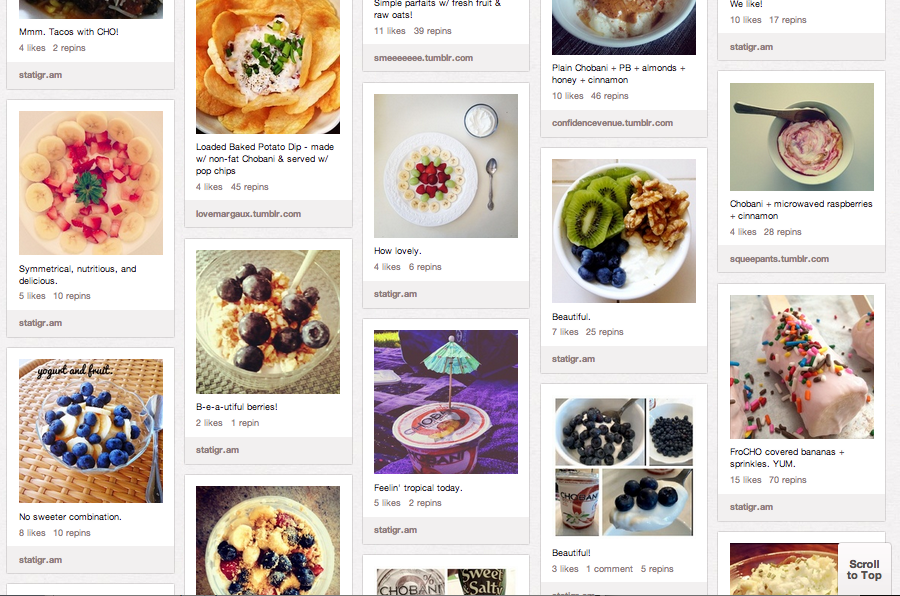 Mmm. Tacos with CHO!
4 likes 2 repins
statigr.am
Symmetrical, nutritious, and
delicious.
5 likes 10 repins
statigr.am
yogurt and fruit.
No sweeter combination.
8 likes 10 repins
statigr.am
Loaded Baked Potato Dip - made
w/ non-fat Chobani & served w/
pop chips
4 likes 45 repins
lovemargaux.tumblr.com
B-e-a-utiful berries!
2 likes 1 repin
statigr.am
Simple parfaits w/ fresh fruit &
raw oats!
11 likes 39 repins
smeeeeeee.tumblr.com
How lovely.
4 likes 6 repins
statigr.am
CHOBANI
Feelin' tropical today.
5 likes 2 repins
statigr.am
CHOBANI
0%
Sweet
Salty
Plain Chobani + PB + almonds +
honey + cinnamon
10 likes 46 repins
confidencevenue.tumblr.com
Beautiful.
7 likes 25 repins
statigr.am
CHOBANI
Beautiful!
3 likes 1 comment 5 repins
statigr.am
We like!
10 likes 17 repins
statigr.am
Chobani + microwaved raspberries
+ cinnamon
4 likes 28 repins
squeepants.tumblr.com
FroCHO covered bananas +
sprinkles. YUM.
15 likes 70 repins
statigr.am
Scroll
to Top